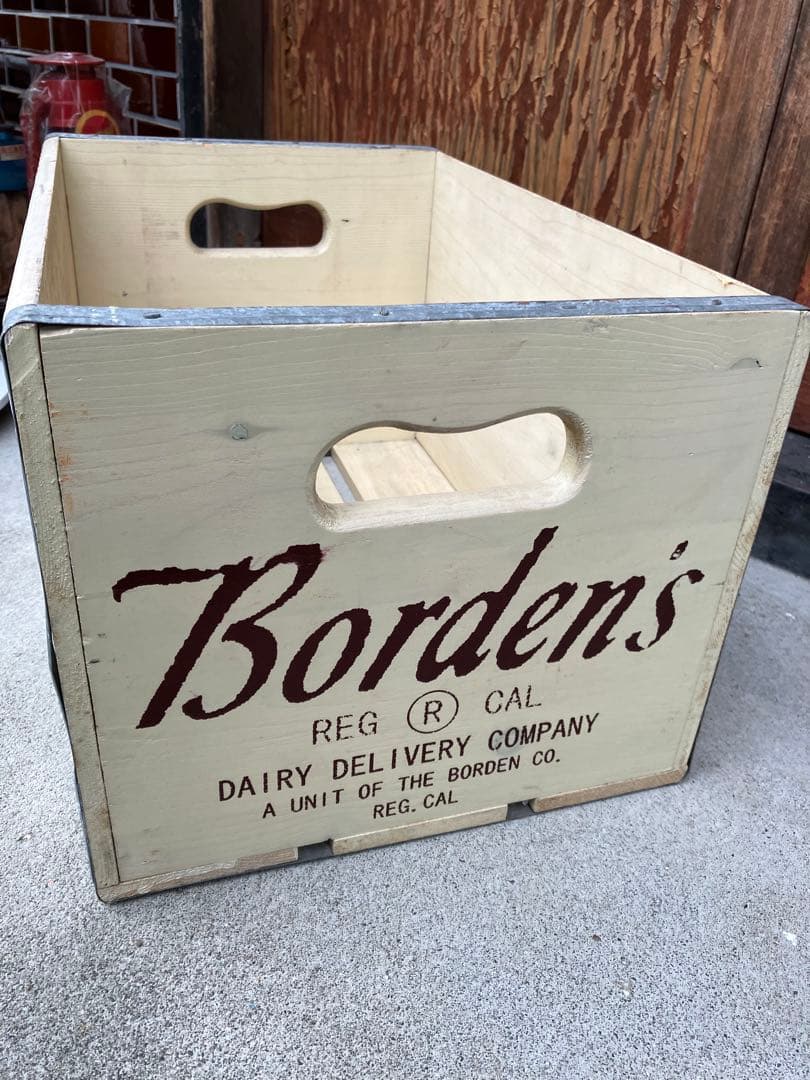 Borden's
REG ® CAL
DAIRY DELIVERY COMPANY
A UNIT OF THE BORDEN CO.
REG. CAL